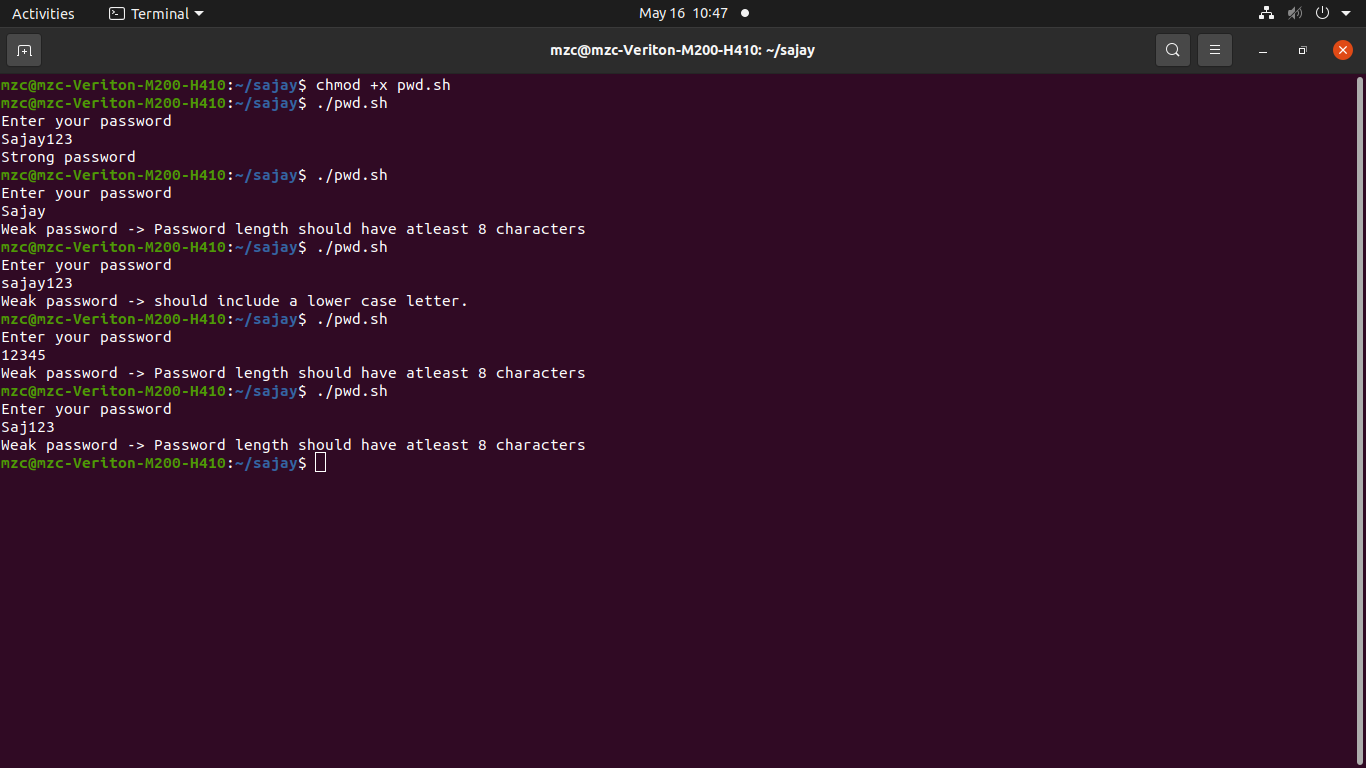 Activities Terminal May 16 10:47
mzc@mzc-Veriton-M200-H410: ~/sajay
mzc@mzc-Veriton-M200-H410:~/sajay$ chmod +x pwd.sh
mzc@mzc-Veriton-M200-H410:~/sajay$ ./pwd.sh
Enter your password
Sajay123
Strong password
mzc@mzc-Veriton-M200-H410:~/sajay$ ./pwd.sh
Enter your password
Sajay
Weak password -> Password length should have atleast 8 characters
mzc@mzc-Veriton-M200-H410:~/sajay$ ./pwd.sh
Enter your password
sajay123
Weak password -> should include a lower case letter.
mzc@mzc-Veriton-M200-H410:~/sajay$ ./pwd.sh
Enter your password
12345
Weak password -> Password length should have atleast 8 characters
mzc@mzc-Veriton-M200-H410:~/sajay$ ./pwd.sh
Enter your password
Saj123
Weak password -> Password length should have atleast 8 characters
mzc@mzc-Veriton-M200-H410:~/sajay$